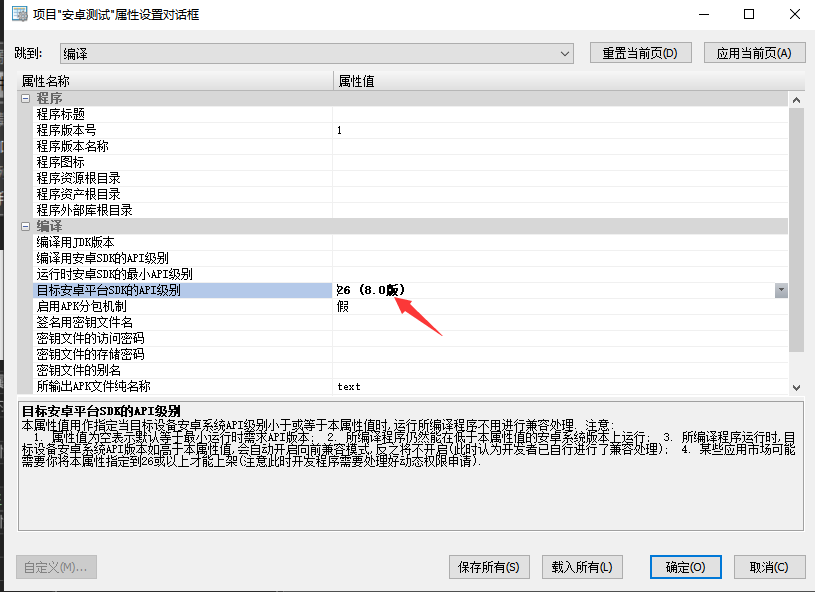 项目"安卓测试"属性设置对话框
跳到: 编译 重置当前页(D) 应用当前页(A)
属性名称 属性值
程序
程序标题
程序版本号 1
程序版本名称
程序图标
程序资源根目录
程序资产根目录
程序外部库根目录
编译
编译用JDK版本
编译用安卓SDK的API级别
运行时安卓SDK的最小API级别
目标安卓平台SDK的API级别 26 (8.0版)
启用APK分包机制 假
签名用密钥文件名
密钥文件的访问密码
密钥文件的存储密码
密钥文件的别名
所输出APK文件纯名称 text
目标安卓平台SDK的API级别
本属性值用作指定当目标设备安卓系统API级别小于或等于本属性值时,运行所编译程序不用进行兼容处理. 注意:
1. 属性值为空表示默认等于最小运行时需求API版本; 2. 所编译程序仍然能在低于本属性值的安卓系统版本上运行; 3. 所编译程序运行时,目
标设备安卓系统API版本如高于本属性值,会自动开启向前兼容模式,反之将不开启(此时认为开发者已自行进行了兼容处理); 4. 某些应用市场可能
需要你将本属性指定到26或以上才能上架(注意此时开发程序需要处理好动态权限申请).
自定义(M)... 保存所有(S) 载入所有(L) 确定(O) 取消(C)